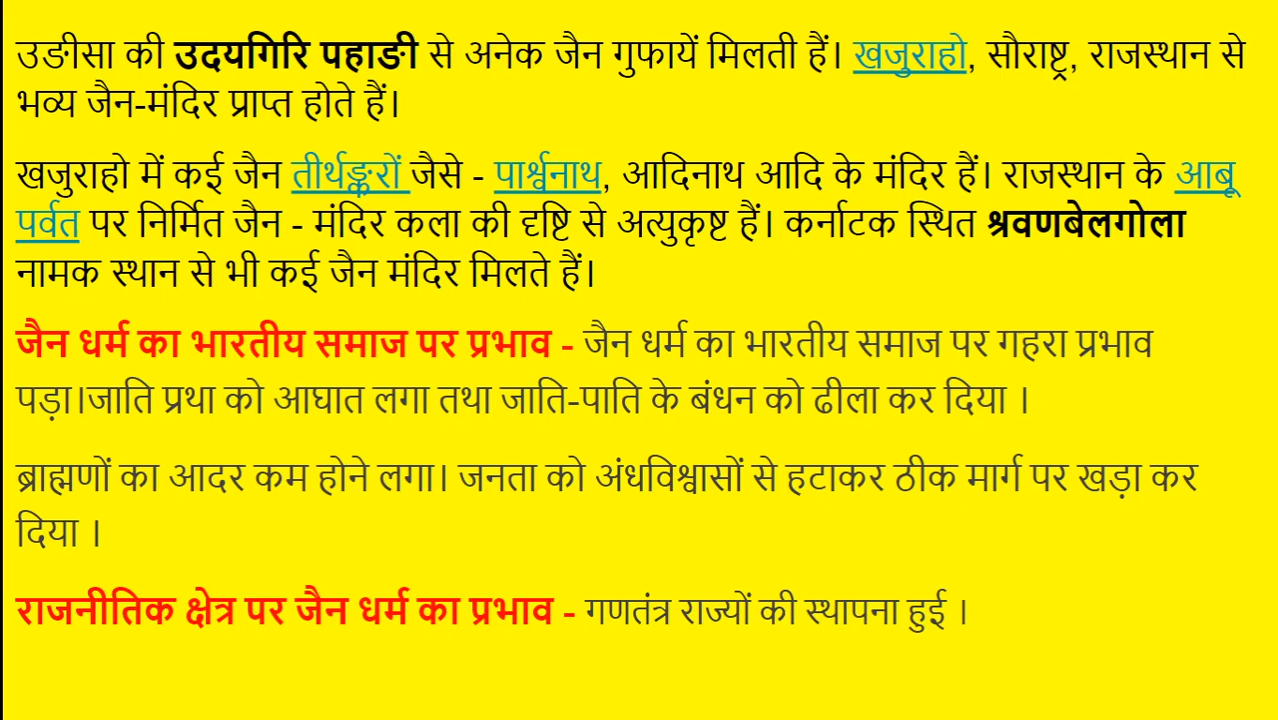 उङीसा की उदयगिरि पहाङी से अनेक जैन गुफायें मिलती हैं। खजुराहो, सौराष्ट्र, राजस्थान से
भव्य जैन-मंदिर प्राप्त होते हैं।
खजुराहो में कई जैन तीर्थङ्करों जैसे - पार्श्वनाथ, आदिनाथ आदि के मंदिर हैं। राजस्थान के आबू
पर्वत पर निर्मित जैन - मंदिर कला की दृष्टि से अत्युकृष्ट हैं। कर्नाटक स्थित श्रवणबेलगोला
नामक स्थान से भी कई जैन मंदिर मिलते हैं।
जैन धर्म का भारतीय समाज पर प्रभाव - जैन धर्म का भारतीय समाज पर गहरा प्रभाव
पड़ा।जाति प्रथा को आघात लगा तथा जाति-पाति के बंधन को ढीला कर दिया ।
ब्राह्मणों का आदर कम होने लगा। जनता को अंधविश्वासों से हटाकर ठीक मार्ग पर खड़ा कर
दिया ।
राजनीतिक क्षेत्र पर जैन धर्म का प्रभाव - गणतंत्र राज्यों की स्थापना हुई ।